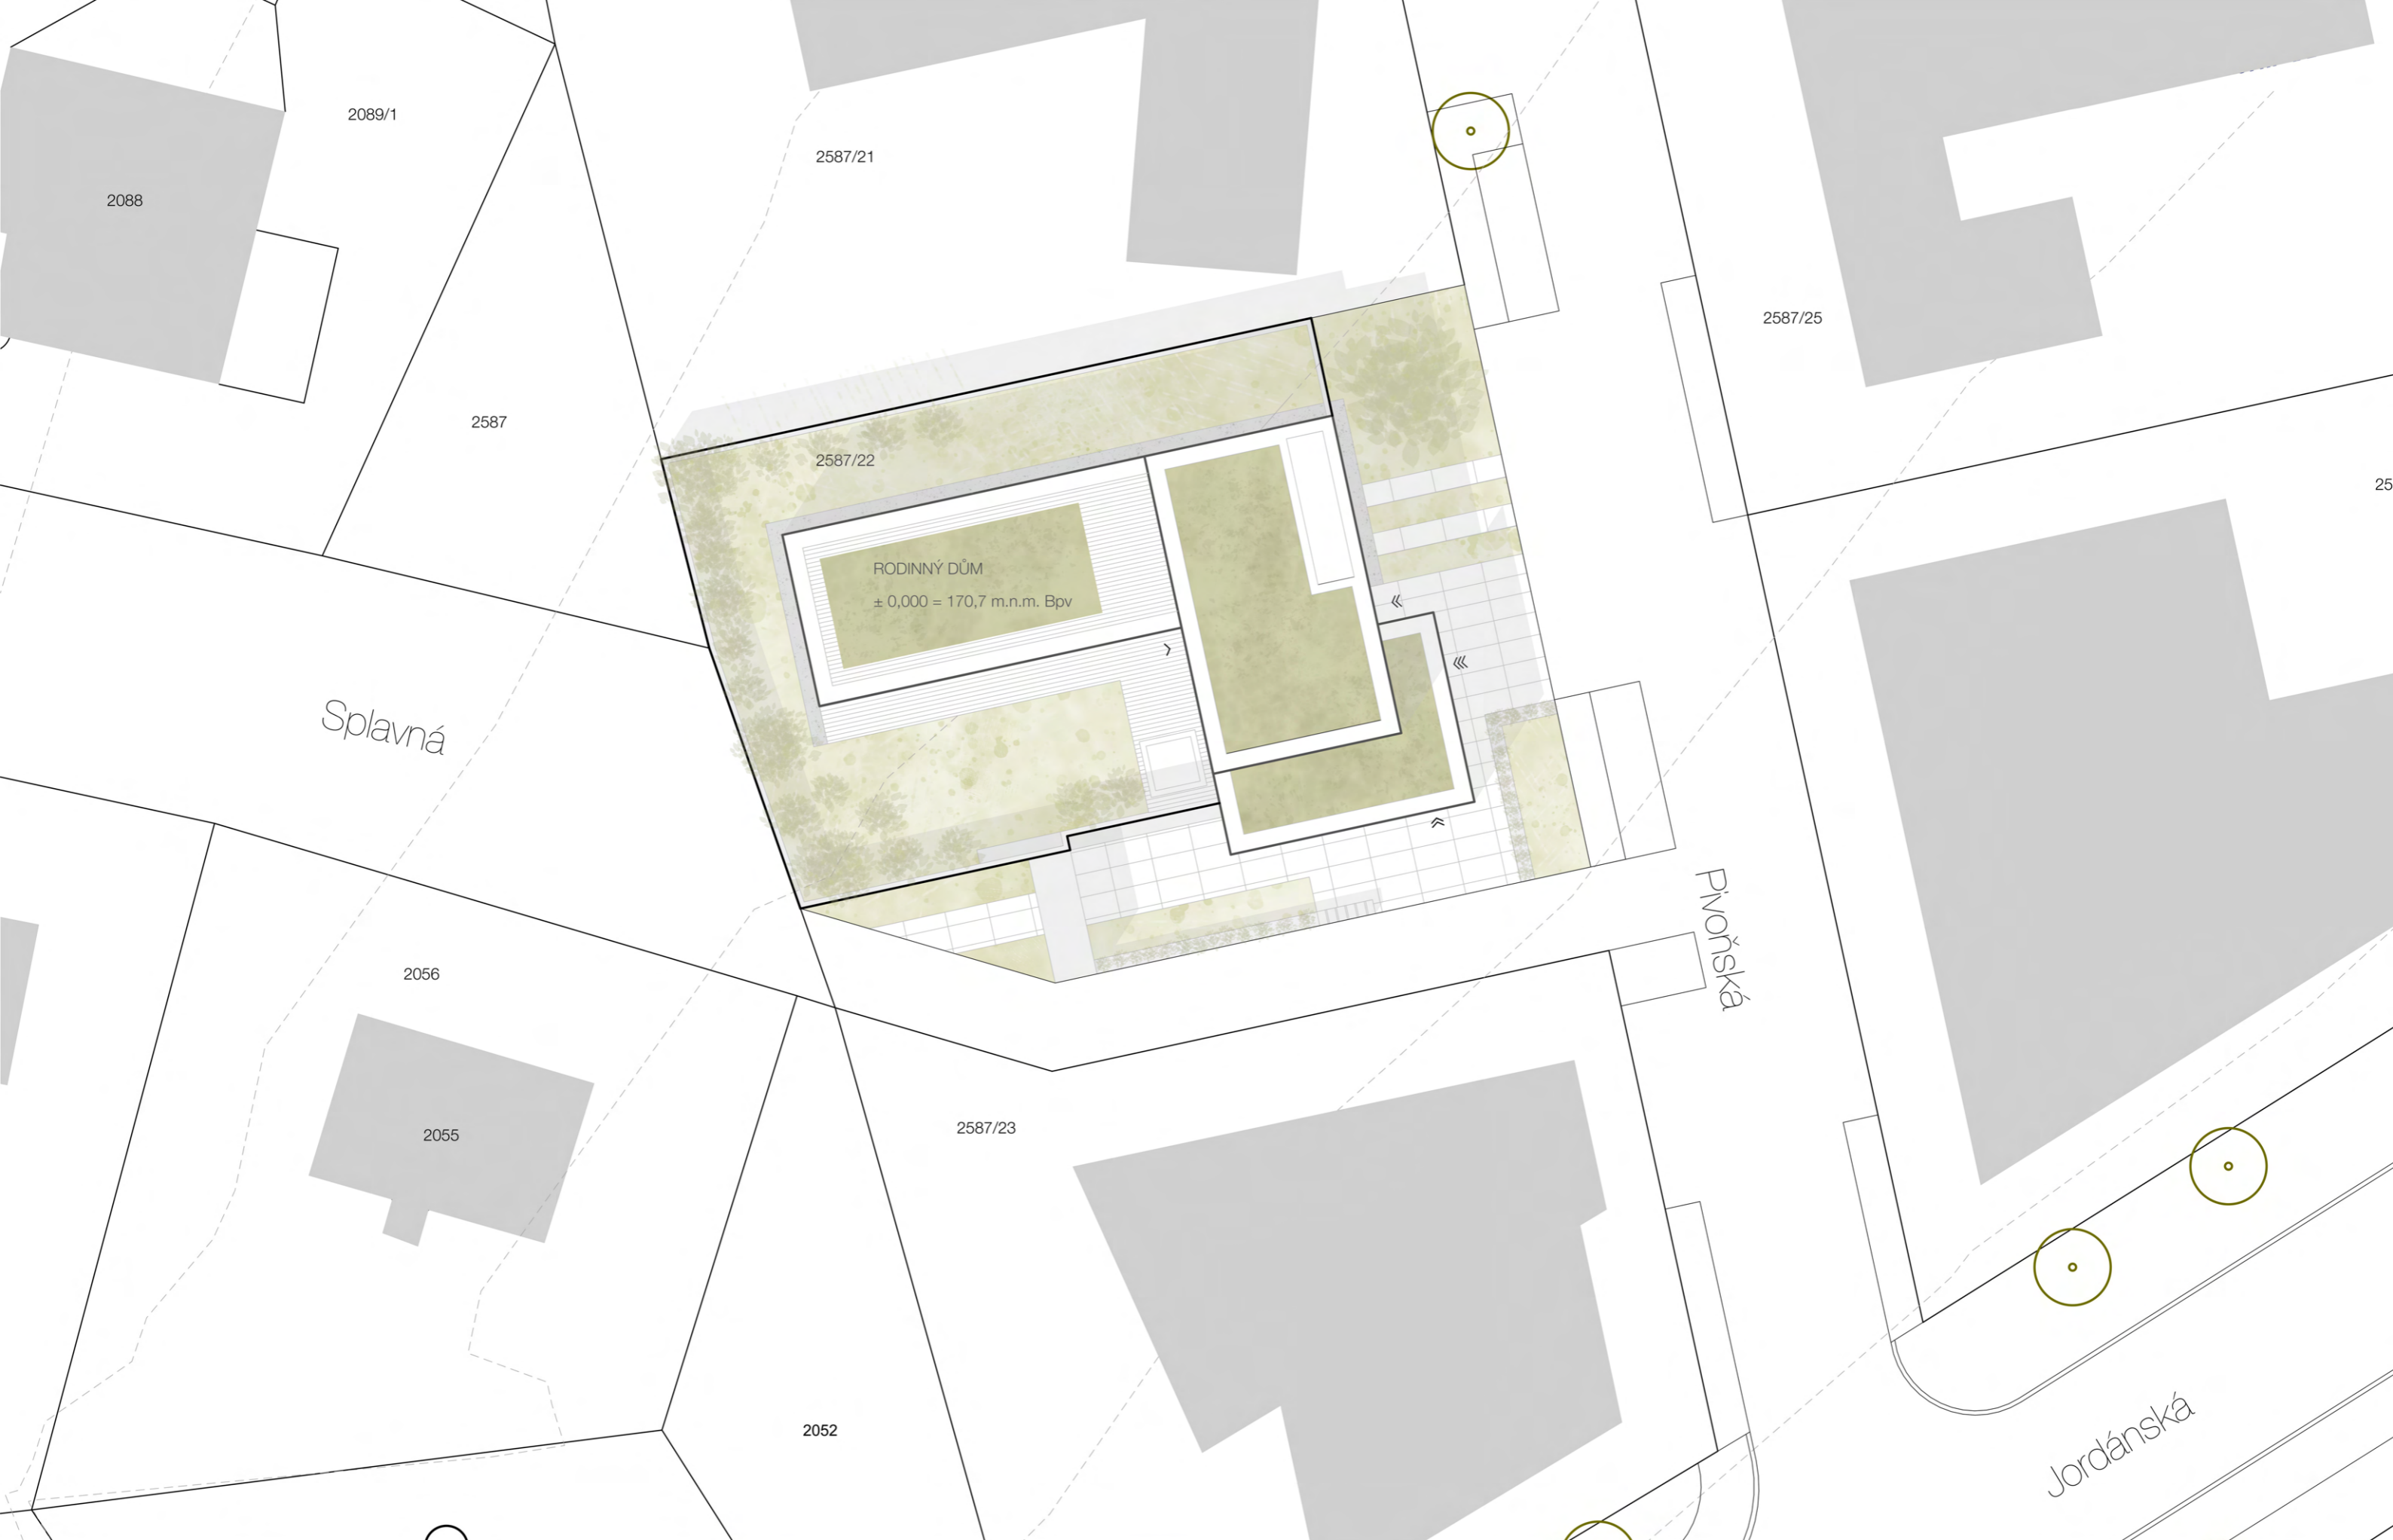 2089/1
2587/21
2088
2587/25
2587
2587/22
25
RODINNÝ DŮM
± 0,000 = 170,7 m.n.m. Bpv
Splavná
Pivoňská
2056
2587/23
2055
2052
Jordánská